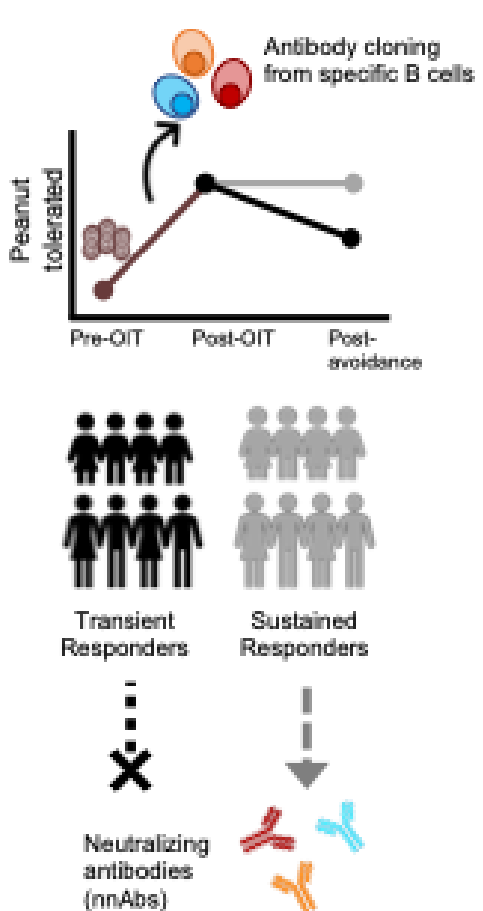 Antibody cloning
from specific B cells
Peanut
tolerated
Pre-OIT
Post-OIT
Post-
avoidance
Transient
Responders
Sustained
Responders
Neutralizing
antibodies
(nnAbs)